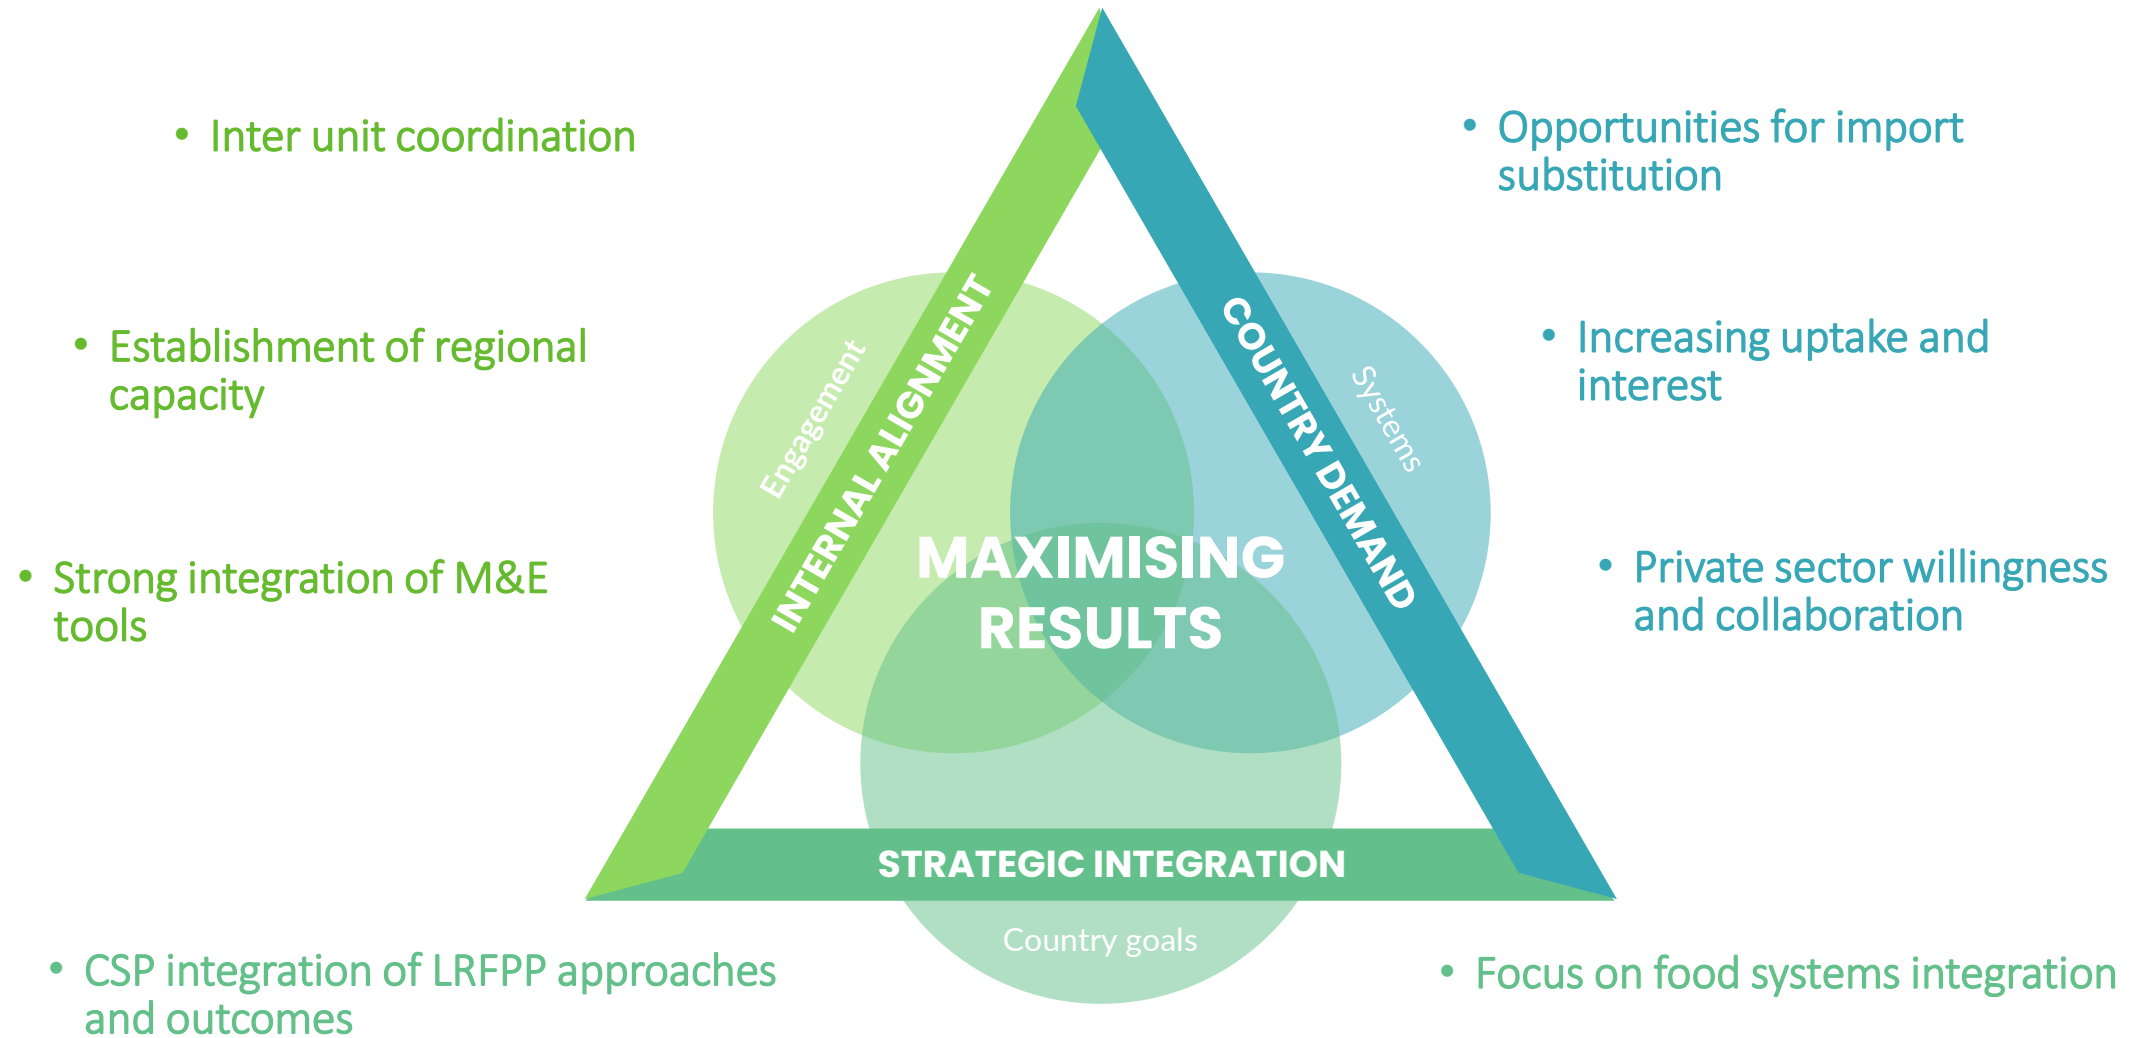 • Inter unit coordination
• Establishment of regional
capacity
• Strong integration of M&E
tools
• Opportunities for import
substitution
• Increasing uptake and
interest
• Private sector willingness
and collaboration
Engagement
INTERNAL ALIGNMENT
COUNTRY DEMAND
Systems
MAXIMISING
RESULTS
STRATEGIC INTEGRATION
Country goals
• CSP integration of LRFPP approaches
and outcomes
• Focus on food systems integration